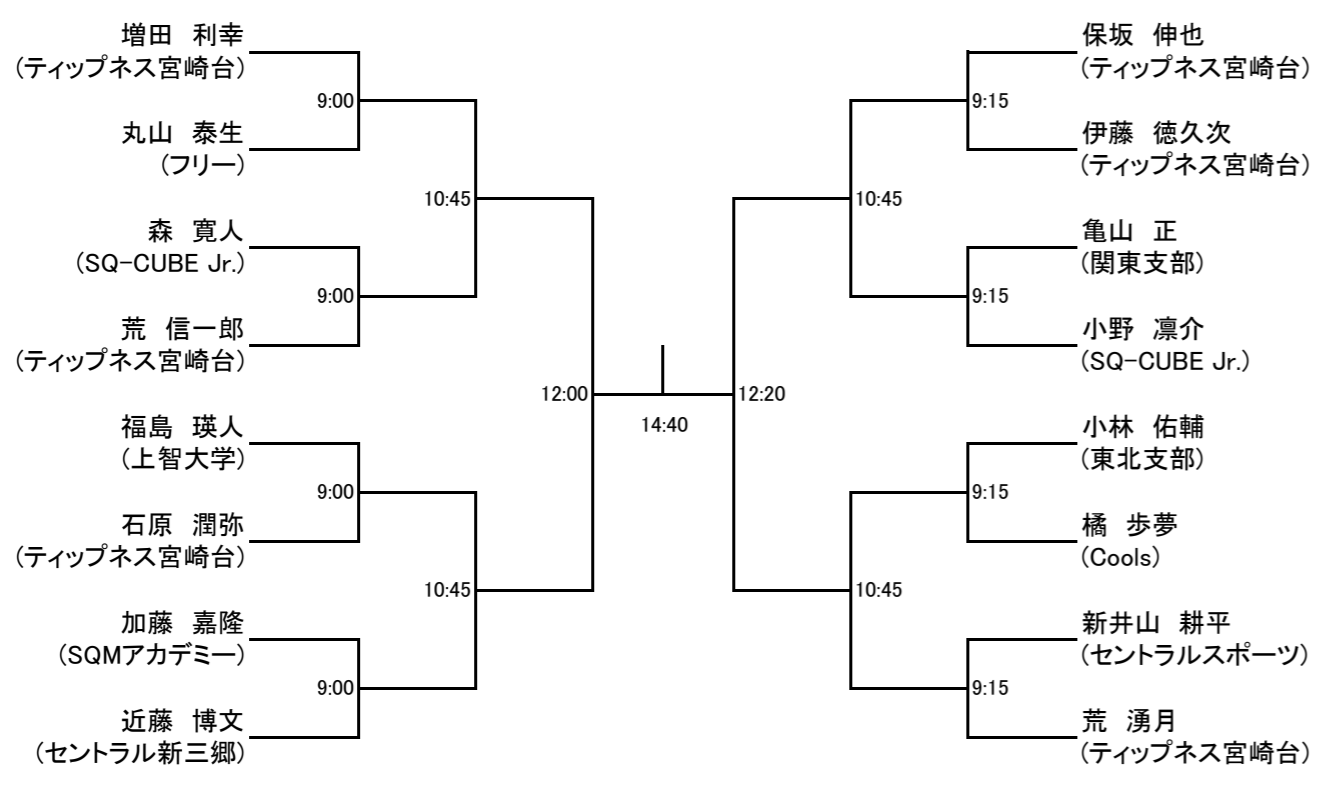 増田　利幸
(ティップネス宮崎台)
9:00
丸山　泰生
(フリー)
10:45
森　寛人
(SQ-CUBE Jr.)
9:00
荒　信一郎
(ティップネス宮崎台)
12:00
福島　瑛人
(上智大学)
9:00
石原　潤弥
(ティップネス宮崎台)
10:45
加藤　嘉隆
(SQMアカデミー)
9:00
近藤　博文
(セントラル新三郷)
14:40
保坂　伸也
(ティップネス宮崎台)
9:15
伊藤　徳久次
(ティップネス宮崎台)
10:45
亀山　正
(関東支部)
9:15
小野　凛介
(SQ-CUBE Jr.)
12:20
小林　佑輔
(東北支部)
9:15
橘　歩夢
(Cools)
10:45
新井山　耕平
(セントラルスポーツ)
9:15
荒　湧月
(ティップネス宮崎台)